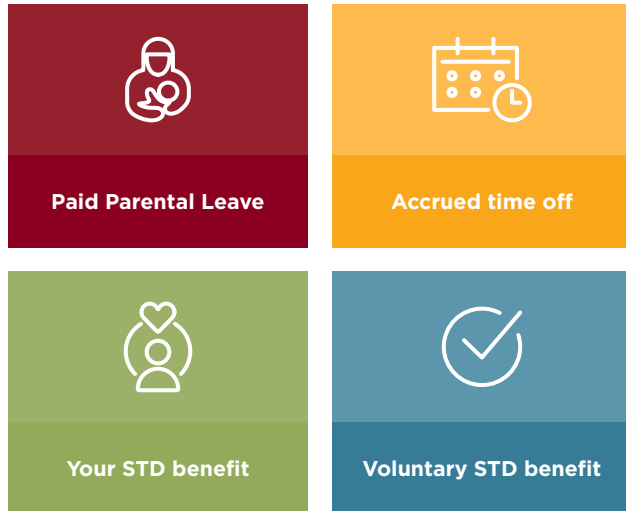 Paid Parental Leave
Accrued time off
Your STD benefit
Voluntary STD benefit